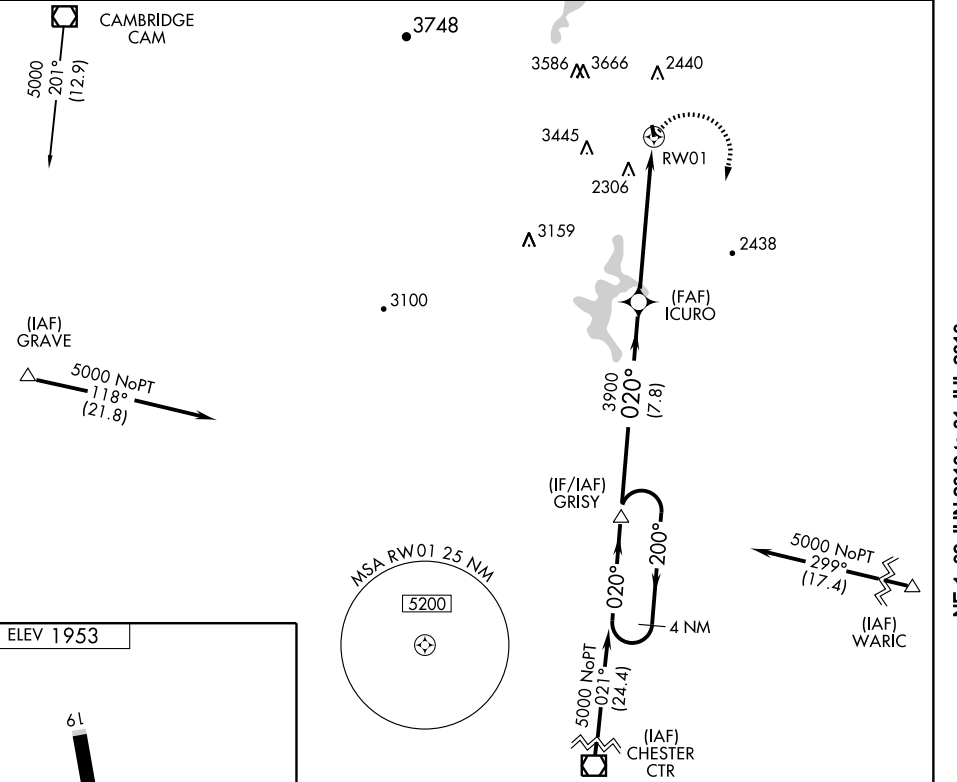 CAMBRIDGE
CAM
5000
201°
(12.9)
3748
3586
3666
2440
3445
RW01
2306
3159
2438
3100
(FAF)
ICURO
(IAF)
GRAVE
5000 NoPT
118°
(21.8)
3900
020°
(7.8)
(IF/IAF)
GRISY
200°
020°
4 NM
5000 NoPT
299°
(17.4)
(IAF)
WARIC
MSA RW01 25 NM
5200
5000 NoPT
021°
(24.4)
(IAF)
CHESTER
CTR
ELEV 1953
19